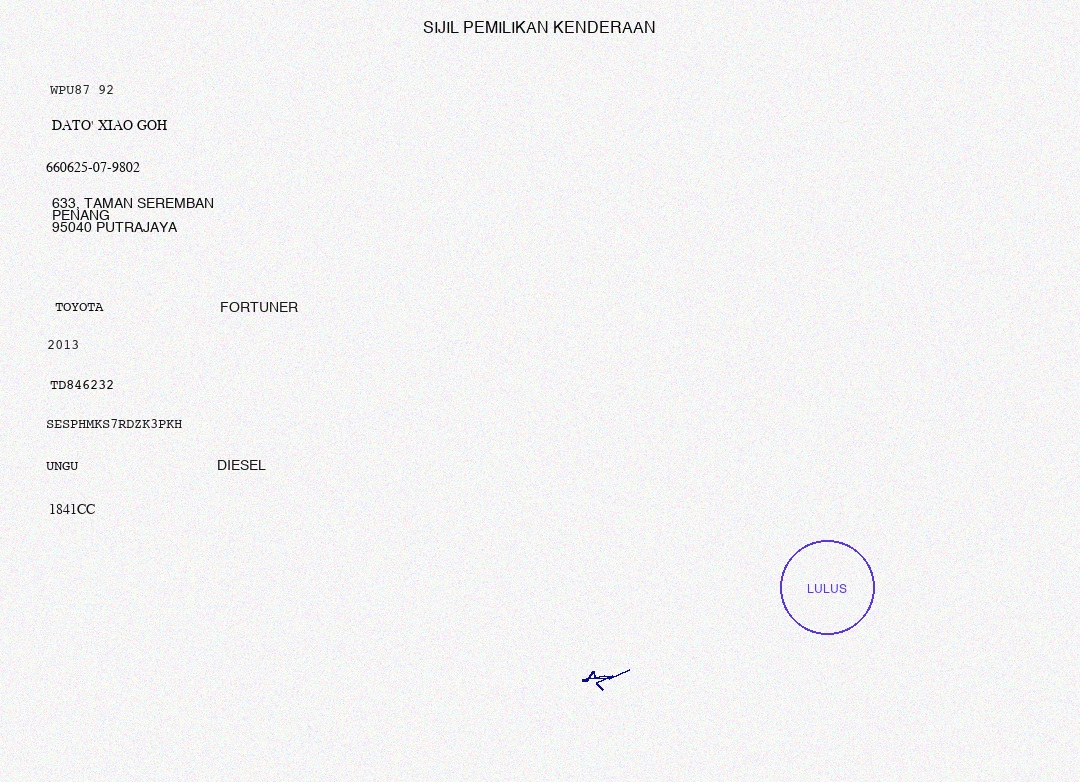 SIJIL PEMILIKAN KENDERAAN
WPU87 92
DATO' XIAO GOH
660625-07-9802
633, TAMAN SEREMBAN
PENANG
95040 PUTRAJAYA
TOYOTA FORTUNER
2013
TD846232
SESPHMKS7RDZK3PKH
UNGU DIESEL
1841CC
LULUS